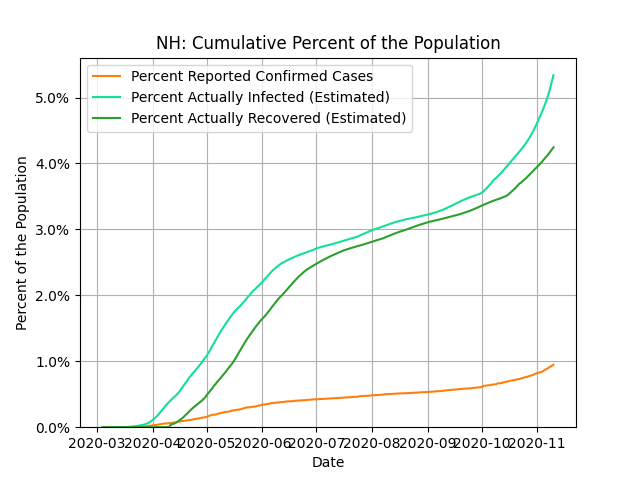 NH: Cumulative Percent of the Population
Percent Reported Confirmed Cases
Percent Actually Infected (Estimated)
Percent Actually Recovered (Estimated)
Percent of the Population
5.0%
4.0%
3.0%
2.0%
1.0%
0.0%
2020-03 2020-04 2020-05 2020-06 2020-07 2020-08 2020-09 2020-10 2020-11
Date